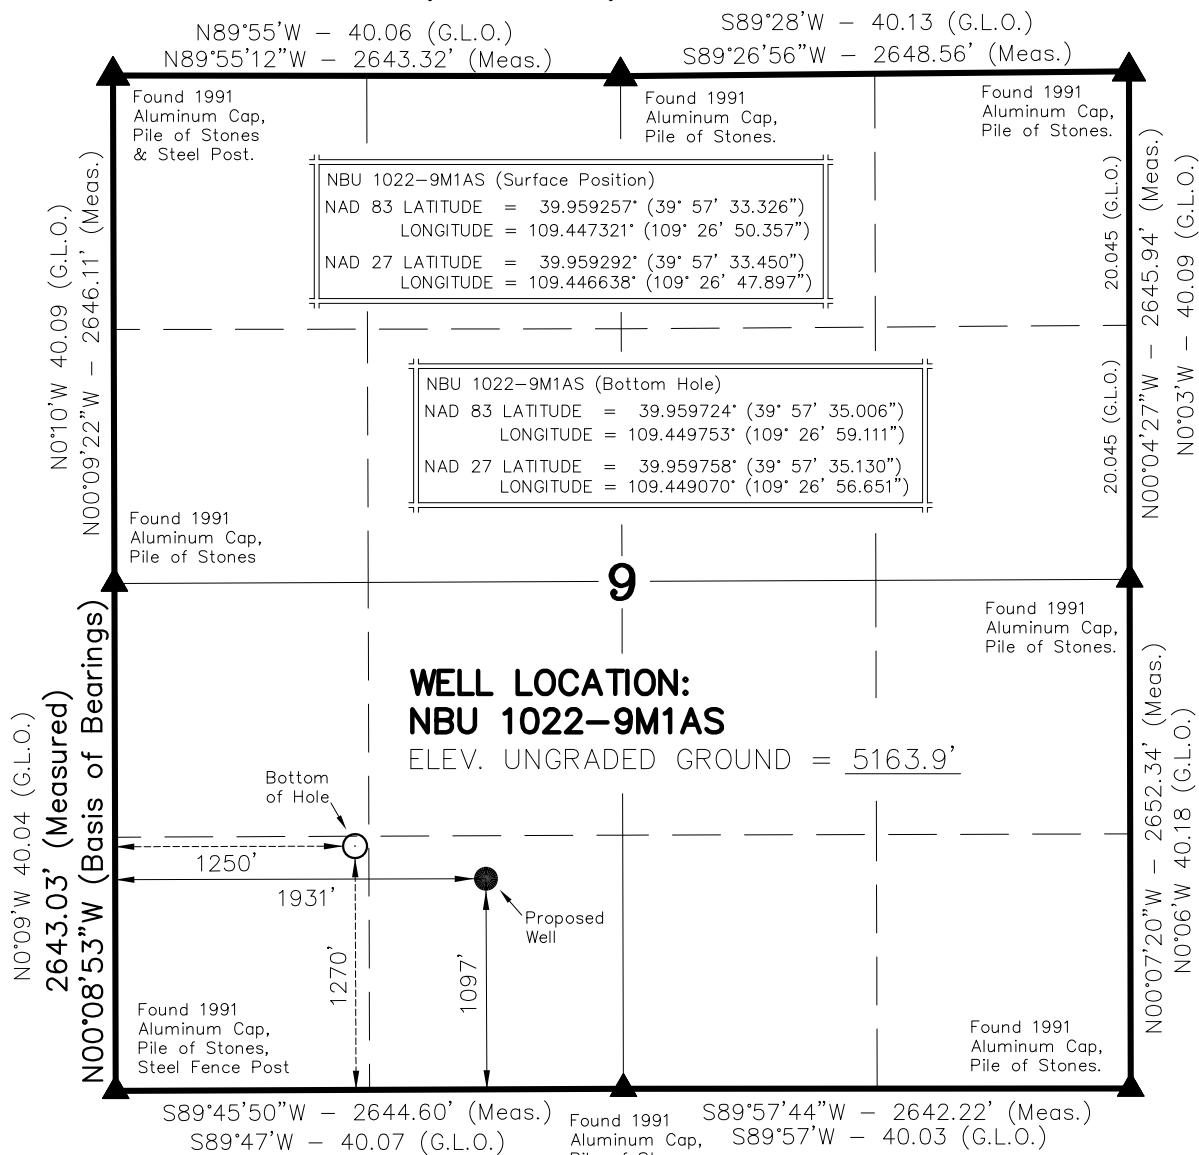 N89°55'W – 40.06 (G.L.O.)
N89°55'12"W – 2643.32' (Meas.)
S89°28'W – 40.13 (G.L.O.)
S89°26'56"W – 2648.56' (Meas.)
Found 1991
Aluminum Cap,
Pile of Stones
& Steel Post.
Found 1991
Aluminum Cap,
Pile of Stones.
Found 1991
Aluminum Cap,
Pile of Stones.
NBU 1022-9M1AS (Surface Position)
NAD 83 LATITUDE = 39.959257° (39° 57' 33.326")
LONGITUDE = 109.447321° (109° 26' 50.357")
NAD 27 LATITUDE = 39.959292° (39° 57' 33.450")
LONGITUDE = 109.446638° (109° 26' 47.897")
N0°10'W 40.09 (G.L.O.)
N00°09'22"W – 2646.11' (Meas.)
20.045 (G.L.O.)
20.045 (G.L.O.)
N00°04'27"W – 2645.94' (Meas.)
N0°03'W – 40.09 (G.L.O.)
NBU 1022-9M1AS (Bottom Hole)
NAD 83 LATITUDE = 39.959724° (39° 57' 35.006")
LONGITUDE = 109.449753° (109° 26' 59.111")
NAD 27 LATITUDE = 39.959758° (39° 57' 35.130")
LONGITUDE = 109.449070° (109° 26' 56.651")
Found 1991
Aluminum Cap,
Pile of Stones
9
Found 1991
Aluminum Cap,
Pile of Stones.
WELL LOCATION:
NBU 1022-9M1AS
ELEV. UNGRADED GROUND = 5163.9'
N0°09'W 40.04 (G.L.O.)
2643.03' (Measured)
N00°08'53"W (Basis of Bearings)
Bottom
of Hole
1250'
1931'
Proposed
Well
1270'
1097'
N00°07'20"W – 2652.34' (Meas.)
N0°06'W 40.18 (G.L.O.)
Found 1991
Aluminum Cap,
Pile of Stones,
Steel Fence Post
Found 1991
Aluminum Cap,
Pile of Stones.
S89°45'50"W – 2644.60' (Meas.)
S89°47'W – 40.07 (G.L.O.)
Found 1991
Aluminum Cap,
S89°57'44"W – 2642.22' (Meas.)
S89°57'W – 40.03 (G.L.O.)